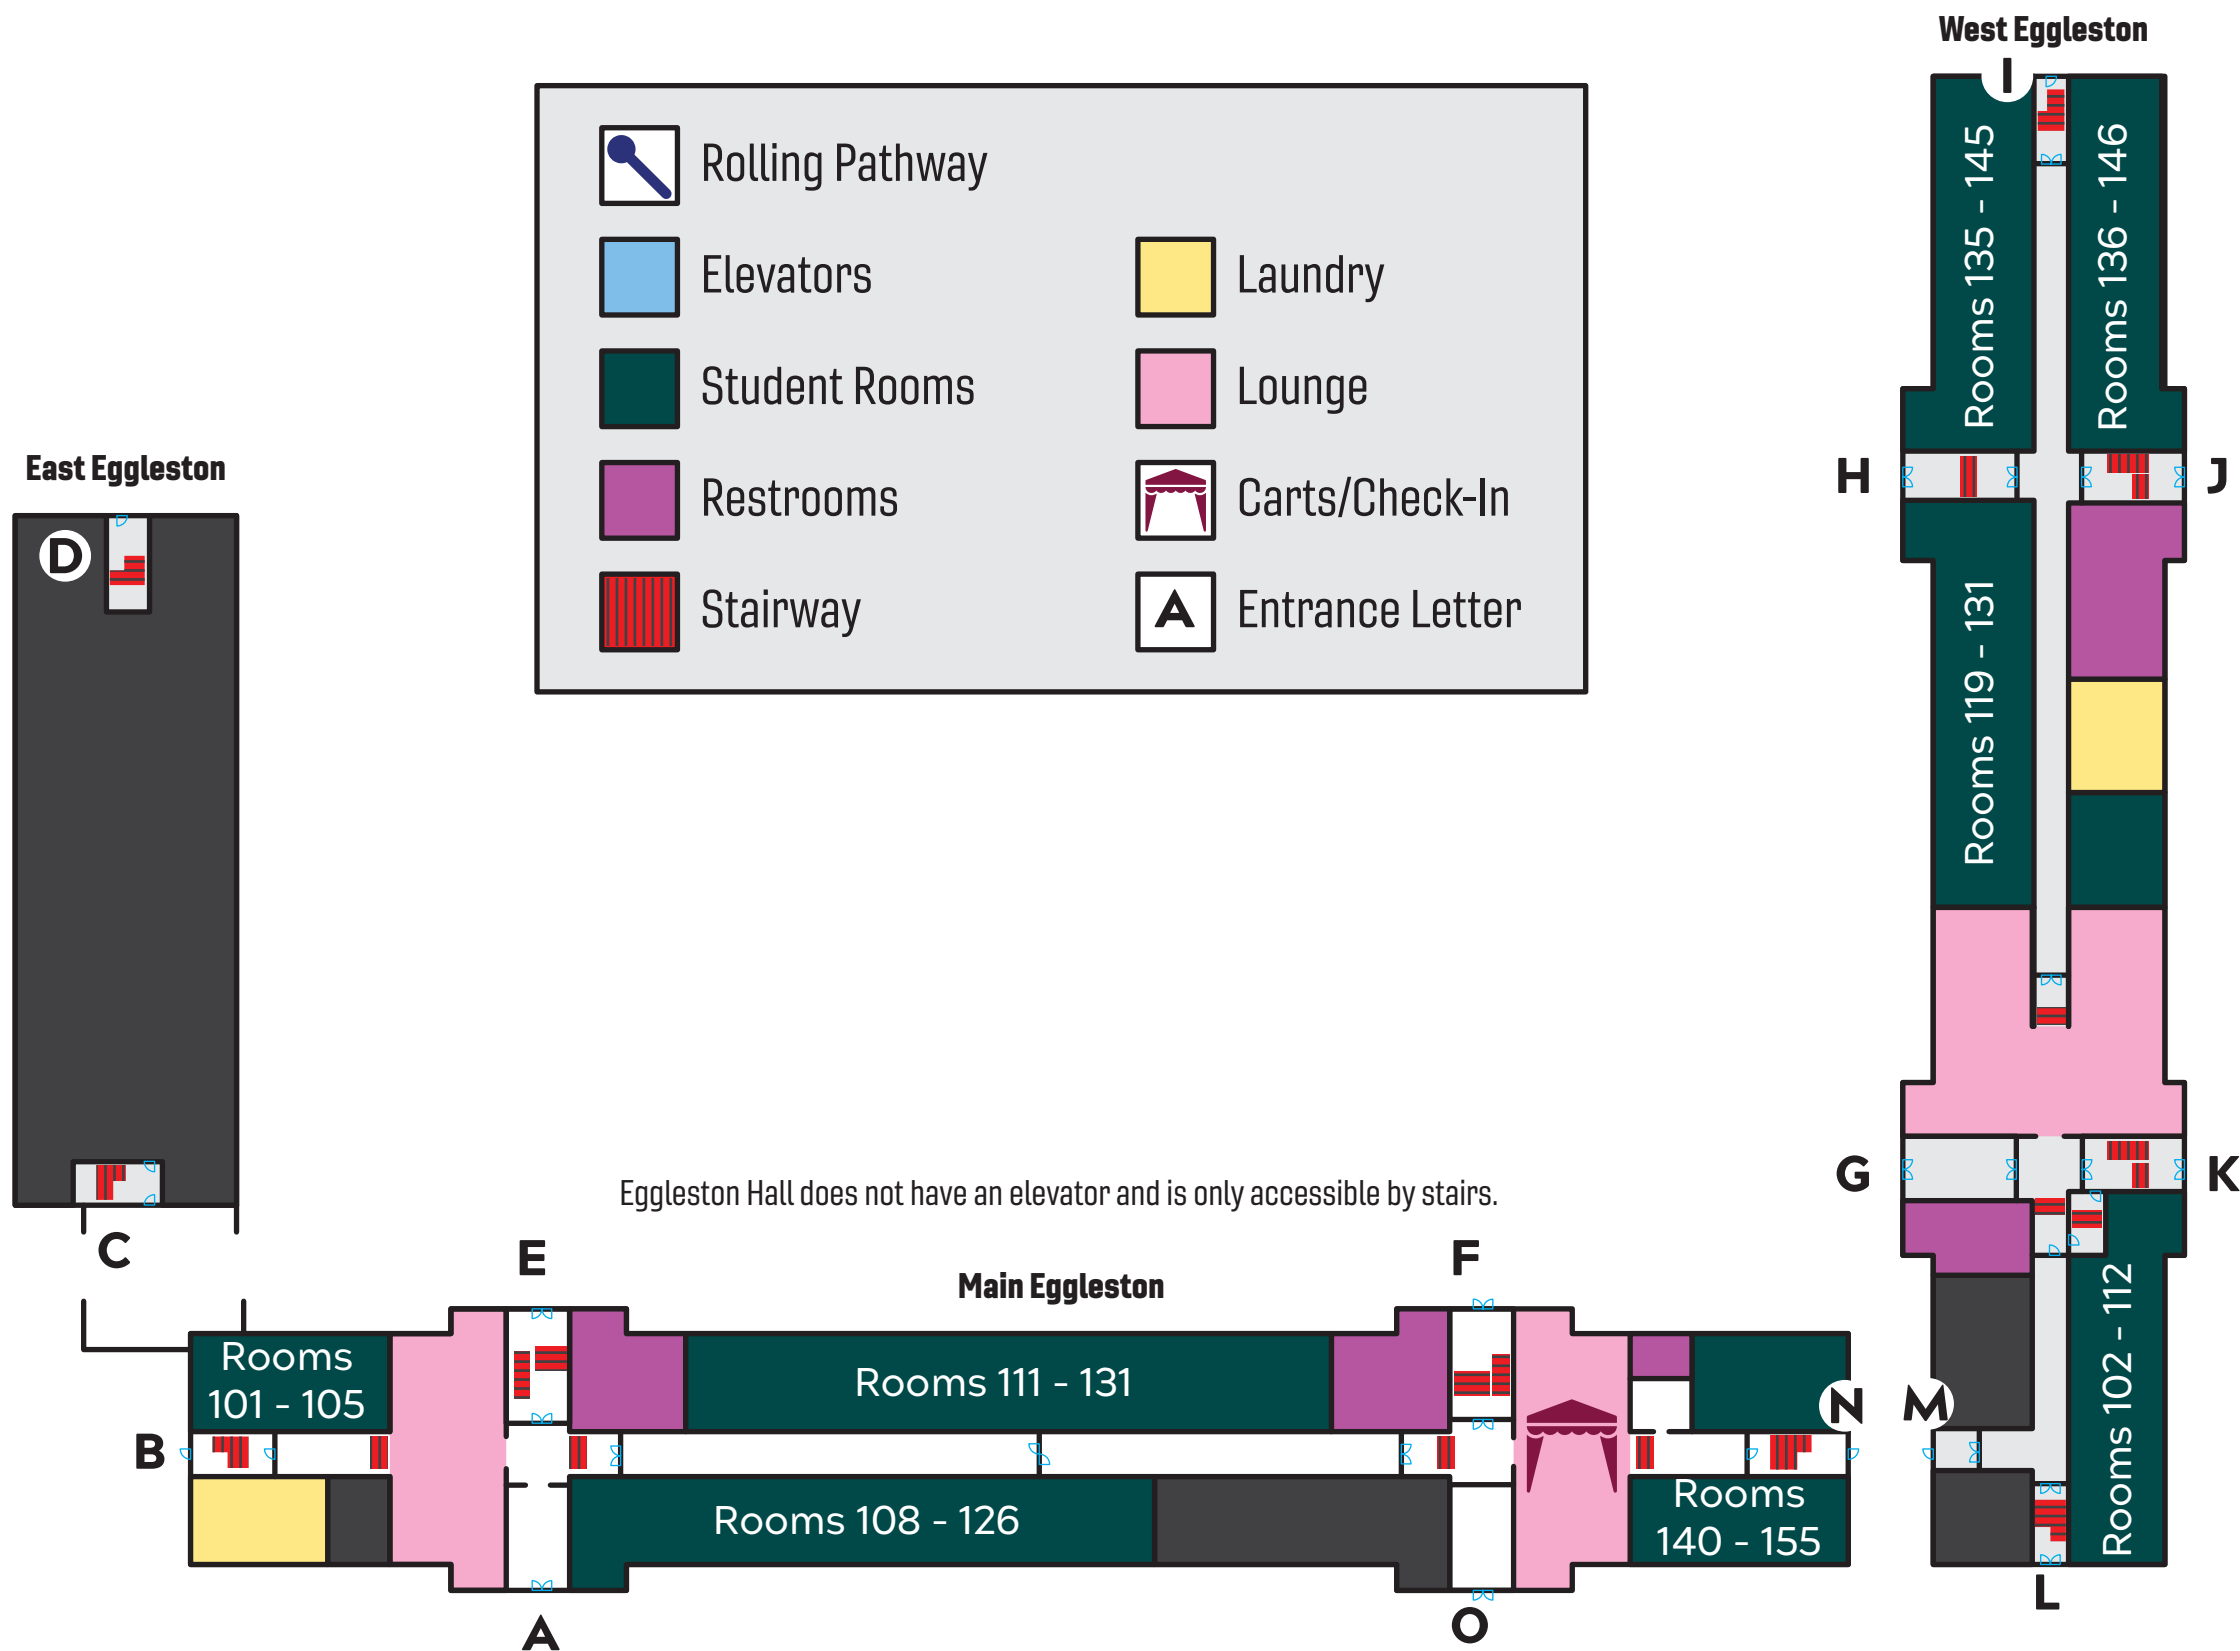 West Eggleston
I
Rolling Pathway
Elevators
Laundry
Student Rooms
Lounge
Restrooms
Carts/Check-In
Stairway
A
Entrance Letter
Rooms 135 - 145
Rooms 136 - 146
H
J
East Eggleston
D
Rooms 119 - 131
G
K
Eggleston Hall does not have an elevator and is only accessible by stairs.
C
E
F
Main Eggleston
Rooms
101 - 105
Rooms 111 - 131
N
M
Rooms 102 - 112
B
Rooms 108 - 126
Rooms
140 - 155
L
A
O